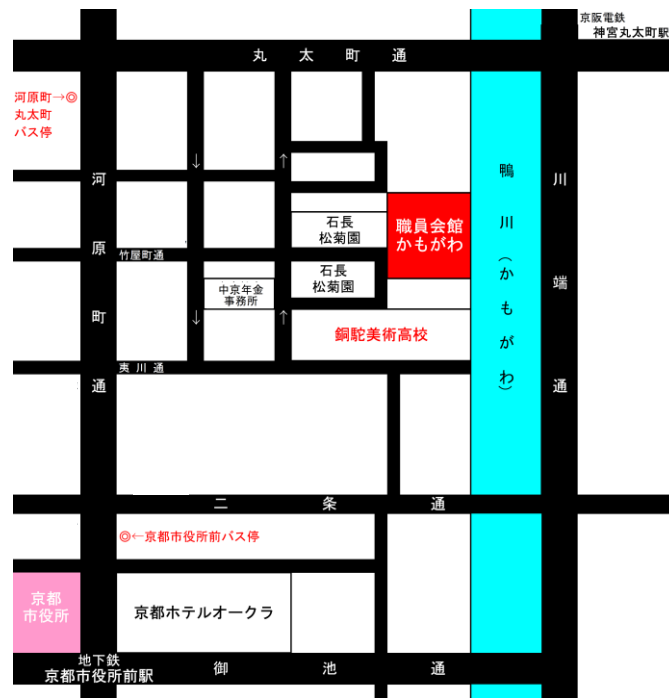 京阪電鉄
神宮丸太町駅
丸太町通
河原町→◎
丸太町
バス停
↓
↑
河原町通
鴨川(かもがわ)
川端通
職員会館
かもがわ
石長
松菊園
竹屋町通
石長
松菊園
中京年金
事務所
↓
↑
銅駝美術高校
夷川通
二条通
◎←京都市役所前バス停
京都
市役所
京都ホテルオークラ
地下鉄
京都市役所前駅
御池通